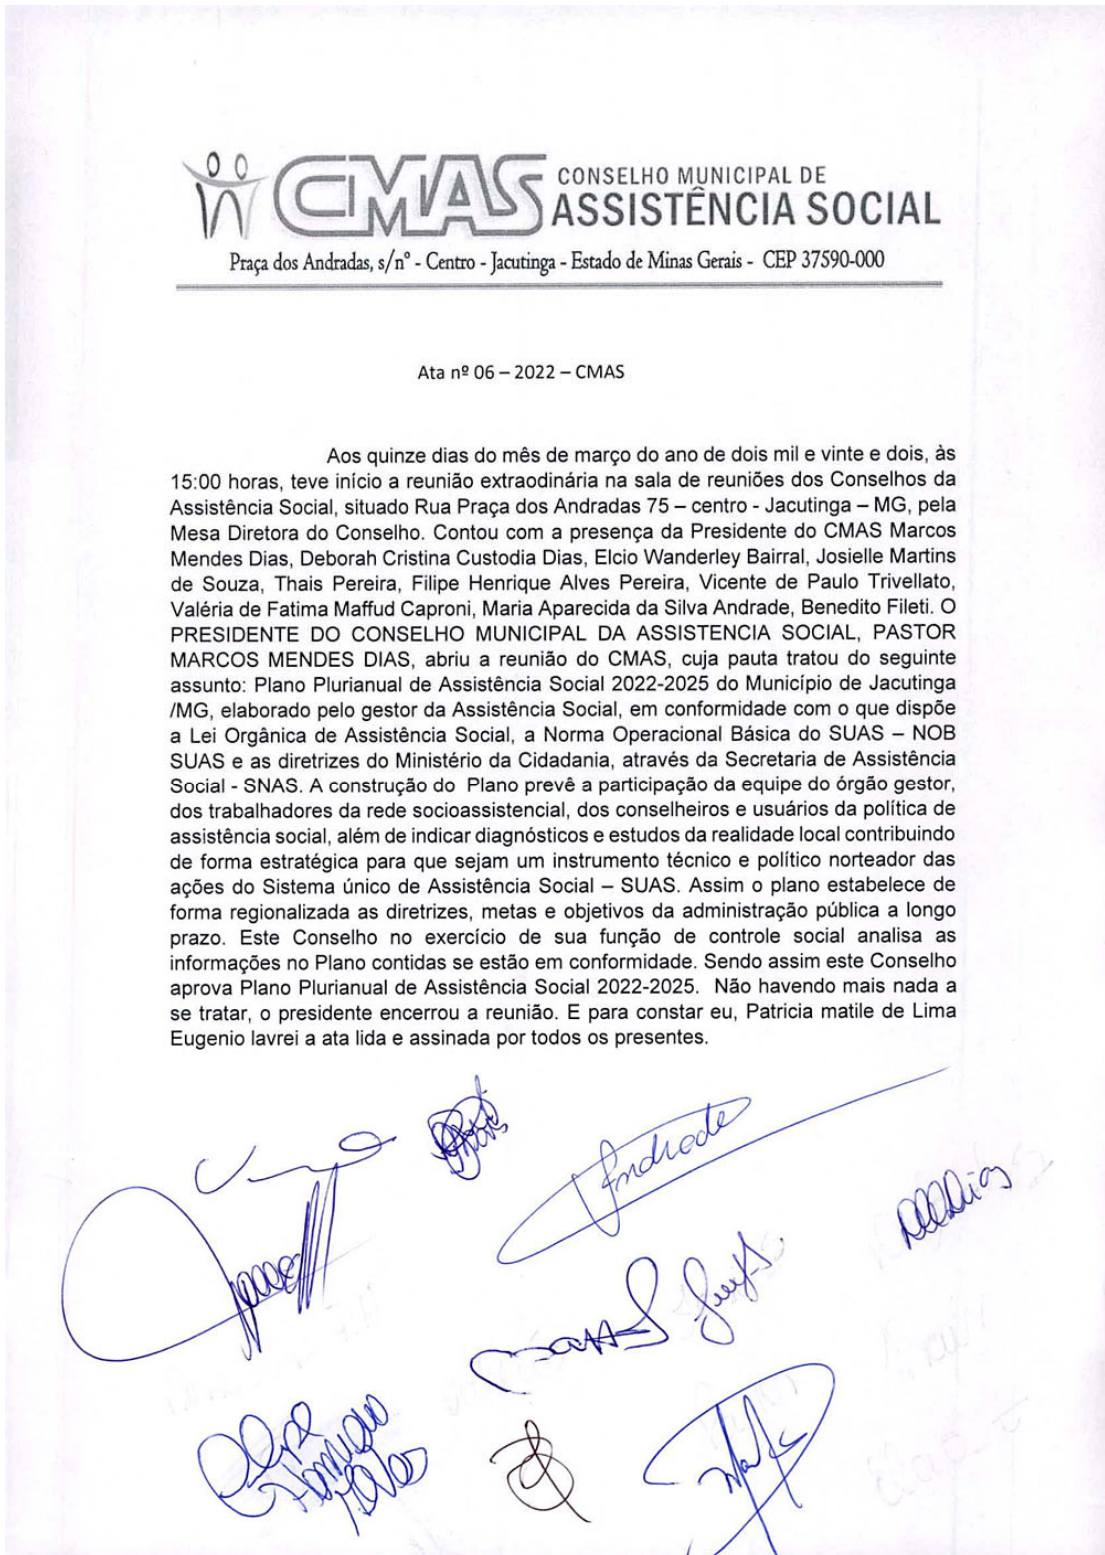 CMAS CONSELHO MUNICIPAL DE
ASSISTÊNCIA SOCIAL
Praça dos Andradas, s/nº - Centro - Jacutinga - Estado de Minas Gerais - CEP 37590-000
Ata nº 06 – 2022 – CMAS
Aos quinze dias do mês de março do ano de dois mil e vinte e dois, às
15:00 horas, teve início a reunião extraodinária na sala de reuniões dos Conselhos da
Assistência Social, situado Rua Praça dos Andradas 75 – centro - Jacutinga – MG, pela
Mesa Diretora do Conselho. Contou com a presença da Presidente do CMAS Marcos
Mendes Dias, Deborah Cristina Custodia Dias, Elcio Wanderley Bairral, Josielle Martins
de Souza, Thais Pereira, Filipe Henrique Alves Pereira, Vicente de Paulo Trivellato,
Valéria de Fatima Maffud Caproni, Maria Aparecida da Silva Andrade, Benedito Fileti. O
PRESIDENTE DO CONSELHO MUNICIPAL DA ASSISTENCIA SOCIAL, PASTOR
MARCOS MENDES DIAS, abriu a reunião do CMAS, cuja pauta tratou do seguinte
assunto: Plano Plurianual de Assistência Social 2022-2025 do Município de Jacutinga
/MG, elaborado pelo gestor da Assistência Social, em conformidade com o que dispõe
a Lei Orgânica de Assistência Social, a Norma Operacional Básica do SUAS – NOB
SUAS e as diretrizes do Ministério da Cidadania, através da Secretaria de Assistência
Social - SNAS. A construção do Plano prevê a participação da equipe do órgão gestor,
dos trabalhadores da rede socioassistencial, dos conselheiros e usuários da política de
assistência social, além de indicar diagnósticos e estudos da realidade local contribuindo
de forma estratégica para que sejam um instrumento técnico e político norteador das
ações do Sistema único de Assistência Social – SUAS. Assim o plano estabelece de
forma regionalizada as diretrizes, metas e objetivos da administração pública a longo
prazo. Este Conselho no exercício de sua função de controle social analisa as
informações no Plano contidas se estão em conformidade. Sendo assim este Conselho
aprova Plano Plurianual de Assistência Social 2022-2025. Não havendo mais nada a
se tratar, o presidente encerrou a reunião. E para constar eu, Patricia matile de Lima
Eugenio lavrei a ata lida e assinada por todos os presentes.
Andrade